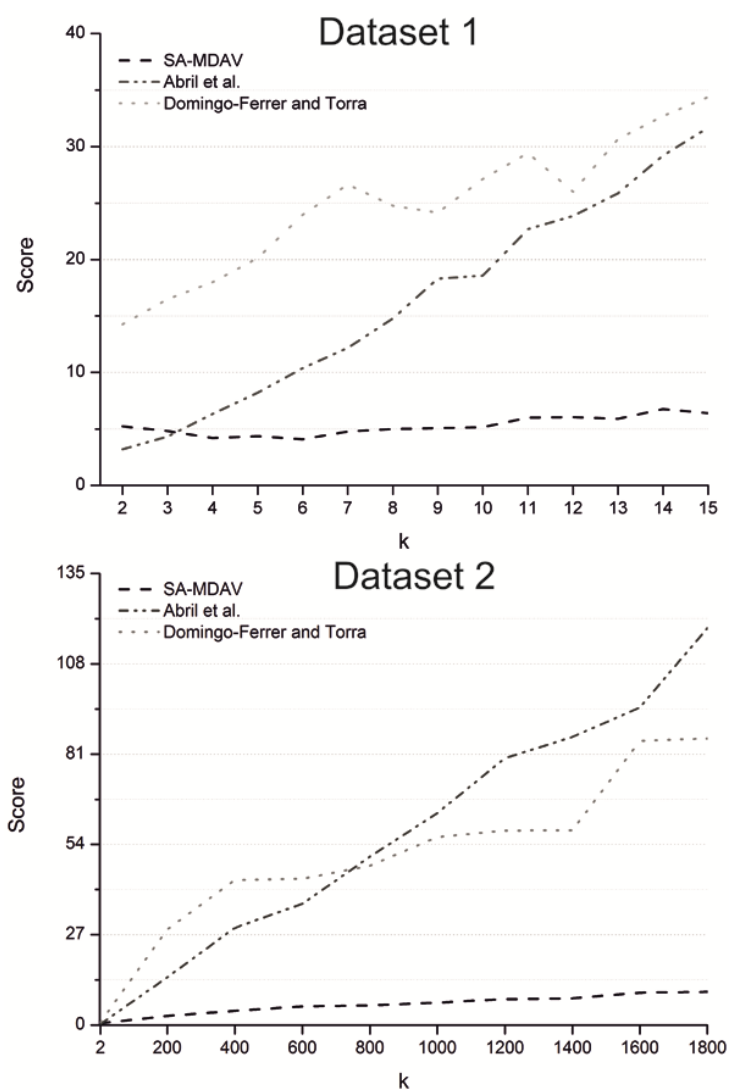 Dataset 1
40
SA-MDAV
Abril et al.
Domingo-Ferrer and Torra
30
20
10
0
Score
2 3 4 5 6 7 8 9 10 11 12 13 14 15
k
Dataset 2
135
SA-MDAV
Abril et al.
Domingo-Ferrer and Torra
108
81
54
27
0
Score
2 200 400 600 800 1000 1200 1400 1600 1800
k